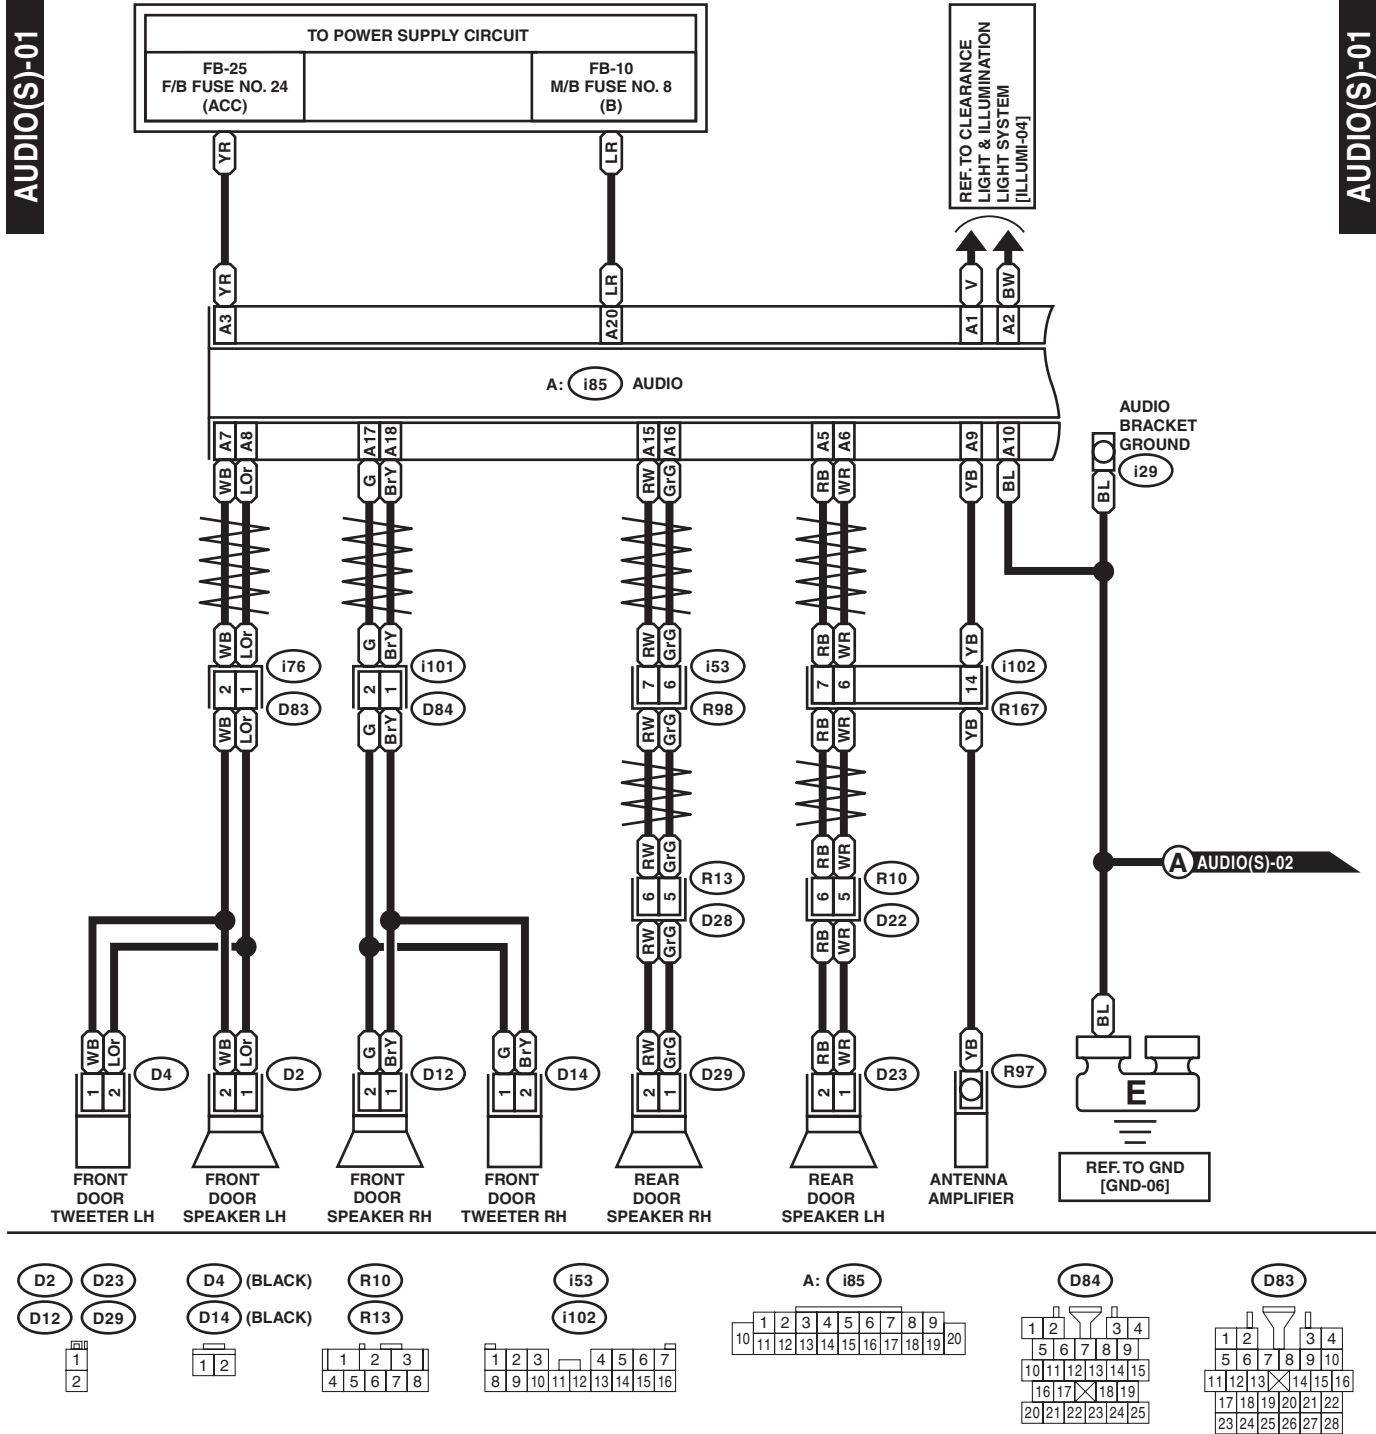 AUDIO(S)-01
AUDIO(S)-01
TO POWER SUPPLY CIRCUIT
FB-25
F/B FUSE NO. 24
(ACC)
FB-10
M/B FUSE NO. 8
(B)
REF. TO CLEARANCE
LIGHT & ILLUMINATION
LIGHT SYSTEM
[ILLUMI-04]
YR LR
YR LR V BW
A3 A20 A1 A2
A: i85 AUDIO
AUDIO
BRACKET
GROUND
i29
A7 A8 A17 A18 A15 A16 A5 A6 A9 A10
WB LOr G BrY RW GrG RB WR YB BL BL
WB LOr G BrY RW GrG RB WR YB
i76 i101 i53 i102
2 1 2 1 7 6 7 6 14
D83 D84 R98 R167
WB LOr G BrY RW GrG RB WR YB
RW GrG RB WR
A AUDIO(S)-02
R13 R10
6 5 6 5
D28 D22
RW GrG RB WR
BL
WB LOr WB LOr G BrY G BrY RW GrG RB WR YB
1 2 D4 2 1 D2 2 1 D12 1 2 D14 2 1 D29 2 1 D23 R97
E
FRONT
DOOR
TWEETER LH
FRONT
DOOR
SPEAKER LH
FRONT
DOOR
SPEAKER RH
FRONT
DOOR
TWEETER RH
REAR
DOOR
SPEAKER RH
REAR
DOOR
SPEAKER LH
ANTENNA
AMPLIFIER
REF. TO GND
[GND-06]
D2 D23
D12 D29
1
2
D4 (BLACK)
D14 (BLACK)
1 2
R10
R13
1 2 3
4 5 6 7 8
i53
i102
1 2 3 4 5 6 7
8 9 10 11 12 13 14 15 16
A: i85
1 2 3 4 5 6 7 8 9
10 11 12 13 14 15 16 17 18 19 20
D84
1 2 3 4
5 6 7 8 9
10 11 12 13 14 15
16 17 18 19
20 21 22 23 24 25
D83
1 2 3 4
5 6 7 8 9 10
11 12 13 14 15 16
17 18 19 20 21 22
23 24 25 26 27 28